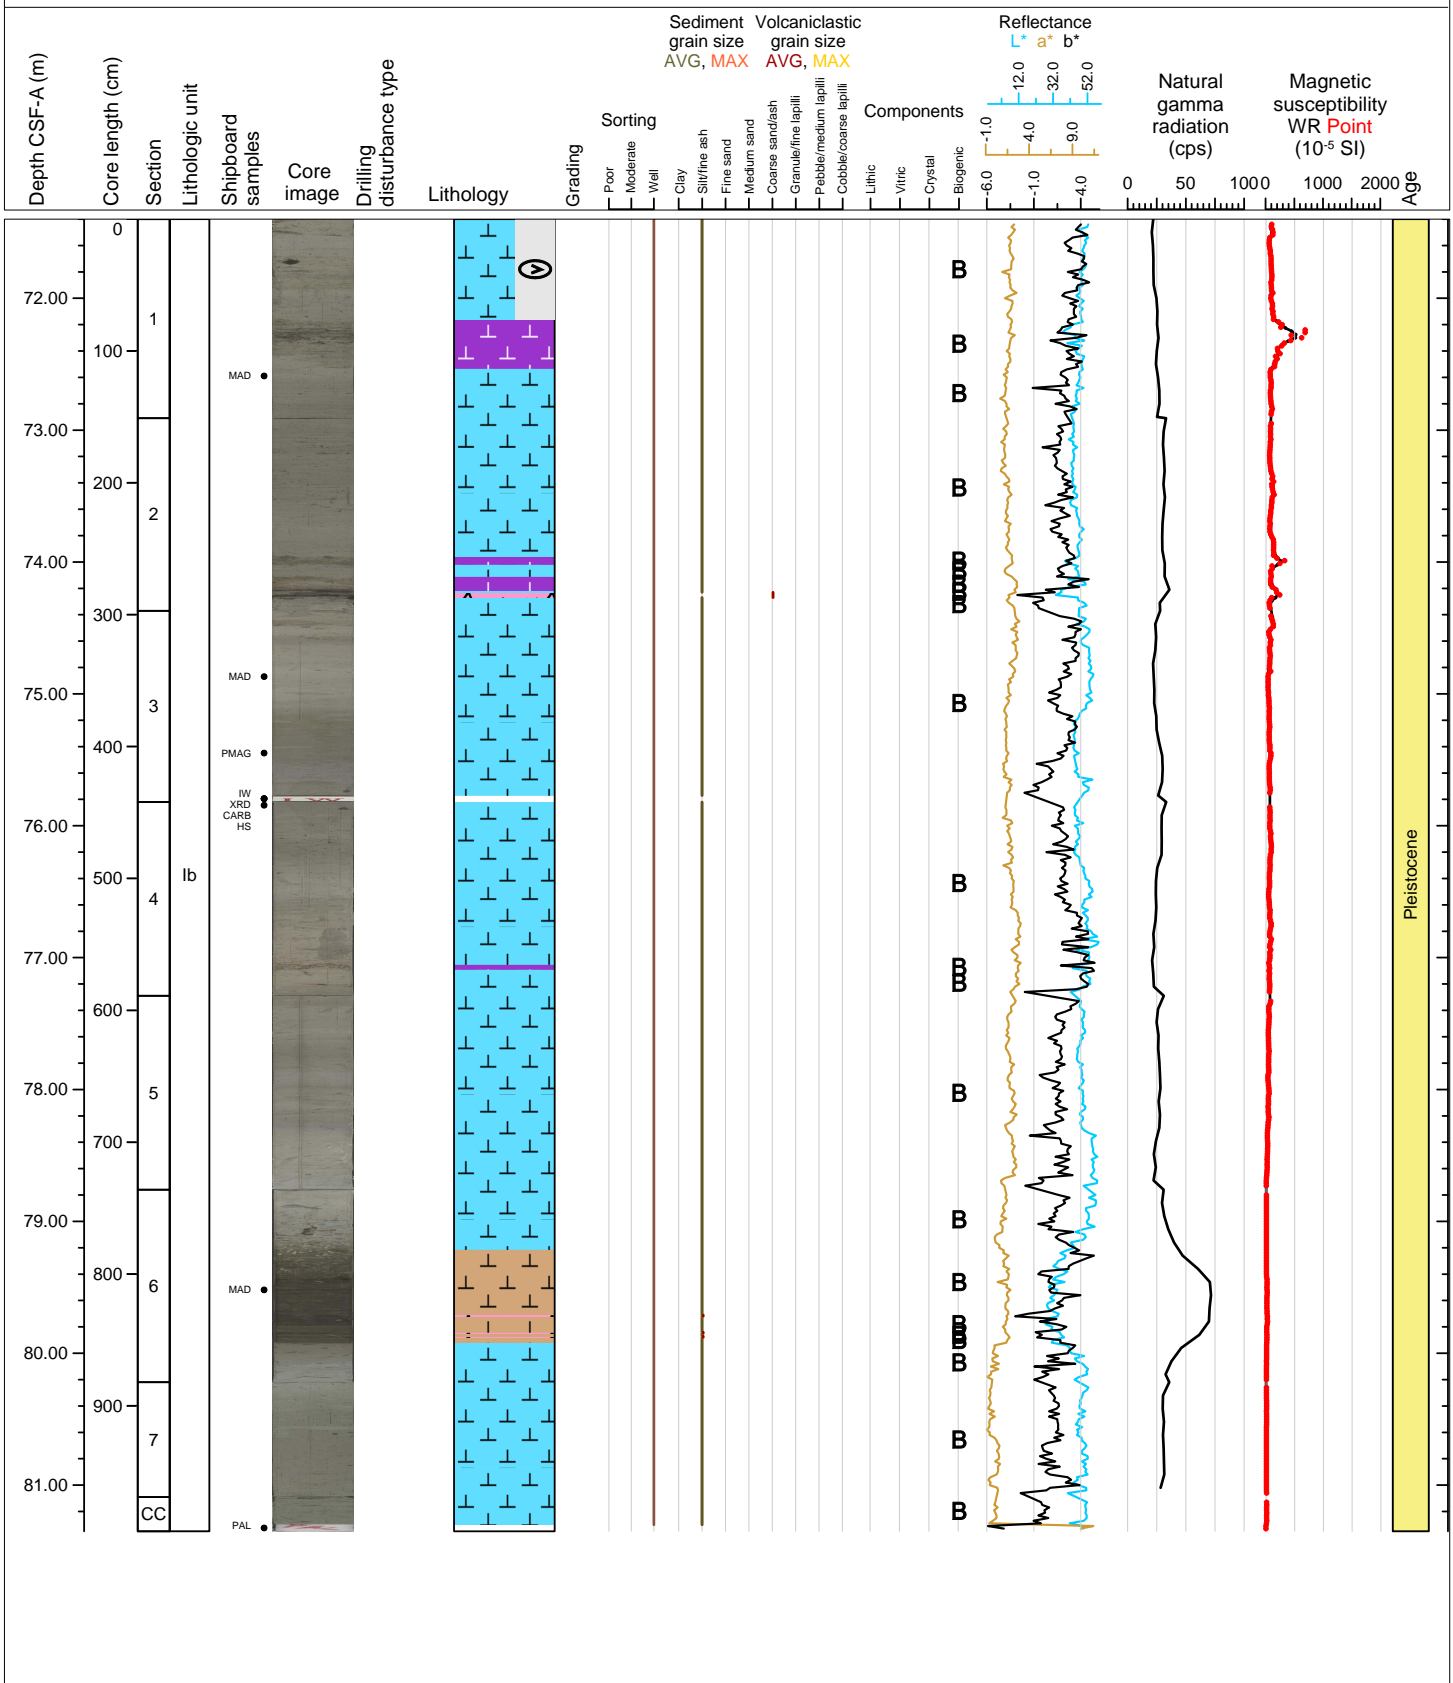 Depth CSF-A (m)
Core length (cm)
Section
Lithologic unit
Shipboard
samples
Core
image
Drilling
disturbance type
Lithology
Grading
Sorting
Poor
Moderate
Well
Sediment
grain size
AVG, MAX
Volcaniclastic
grain size
AVG, MAX
Clay
Silt/fine ash
Fine sand
Medium sand
Coarse sand/ash
Granule/fine lapilli
Pebble/medium lapilli
Cobble/coarse lapilli
Components
Lithic
Vitric
Crystal
Biogenic
Reflectance
L* a* b*
12.0 32.0 52.0
-1.0 4.0 9.0
-6.0 -1.0 4.0
Natural
gamma
radiation
(cps)
0 50 100
Magnetic
susceptibility
WR Point
(10⁻⁵ SI)
0 1000 2000
Age
0
B
72.00
1
B
100
MAD
B
73.00
200
B
2
74.00
B
B
B
B
B
B
300
MAD
75.00
3
B
400
PMAG
IW
XRD
CARB
HS
76.00
Ib
Pleistocene
500
B
4
77.00
B
B
600
78.00
5
B
700
79.00
B
800
6
MAD
B
B
B
B
B
80.00
B
900
7
B
81.00
CC
B
PAL